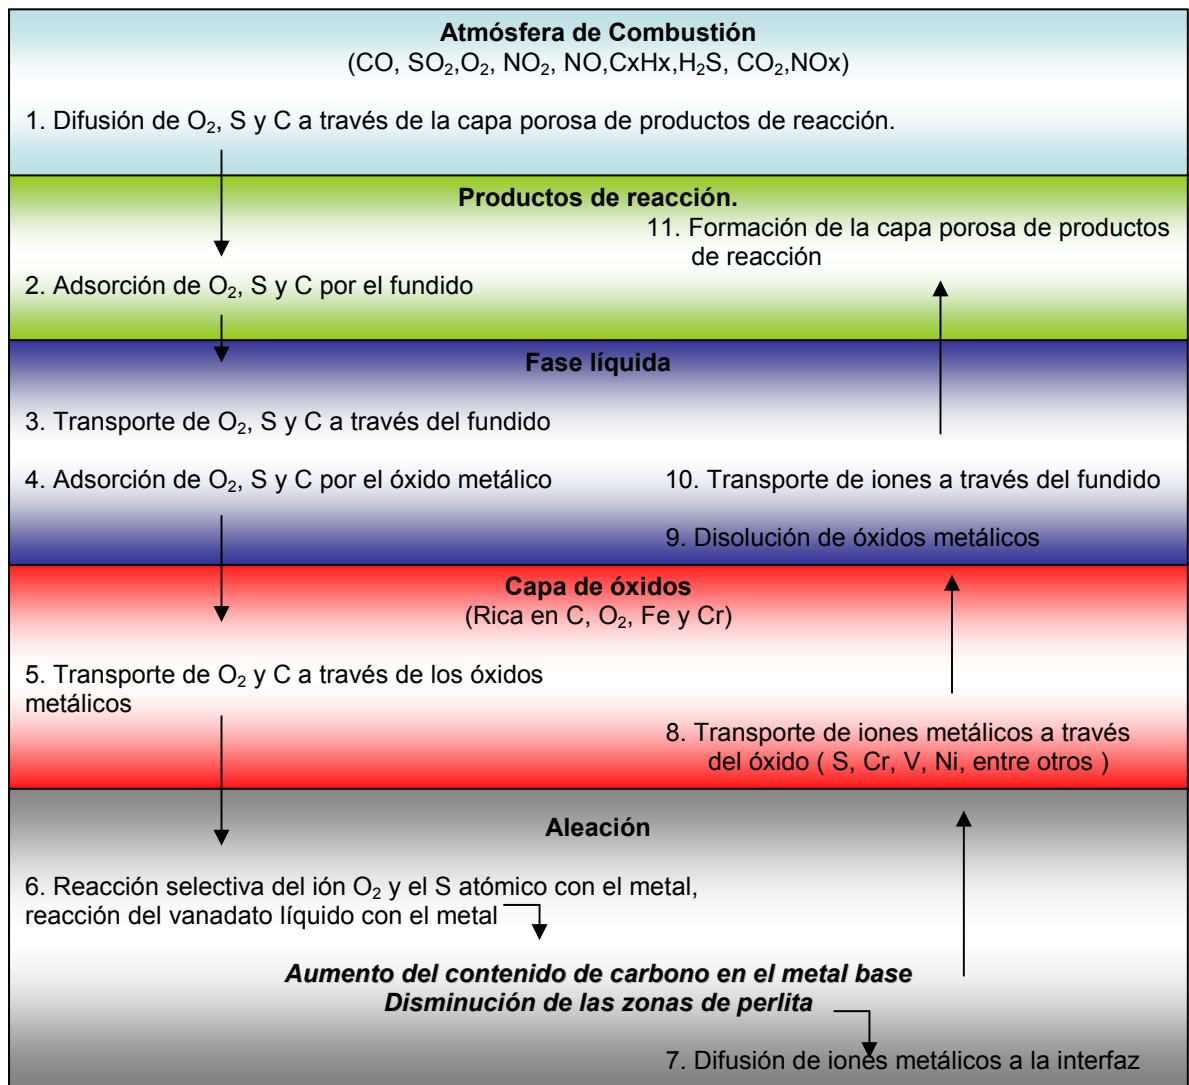 Atmósfera de Combustión
(CO, SO₂,O₂, NO₂, NO,CxHx,H₂S, CO₂,NOx)
1. Difusión de O₂, S y C a través de la capa porosa de productos de reacción.
Productos de reacción.
11. Formación de la capa porosa de productos
de reacción
2. Adsorción de O₂, S y C por el fundido
Fase líquida
3. Transporte de O₂, S y C a través del fundido
4. Adsorción de O₂, S y C por el óxido metálico
10. Transporte de iones a través del fundido
9. Disolución de óxidos metálicos
Capa de óxidos
(Rica en C, O₂, Fe y Cr)
5. Transporte de O₂ y C a través de los óxidos
metálicos
8. Transporte de iones metálicos a través
del óxido ( S, Cr, V, Ni, entre otros )
Aleación
6. Reacción selectiva del ión O₂ y el S atómico con el metal,
reacción del vanadato líquido con el metal
Aumento del contenido de carbono en el metal base
Disminución de las zonas de perlita
7. Difusión de iones metálicos a la interfaz